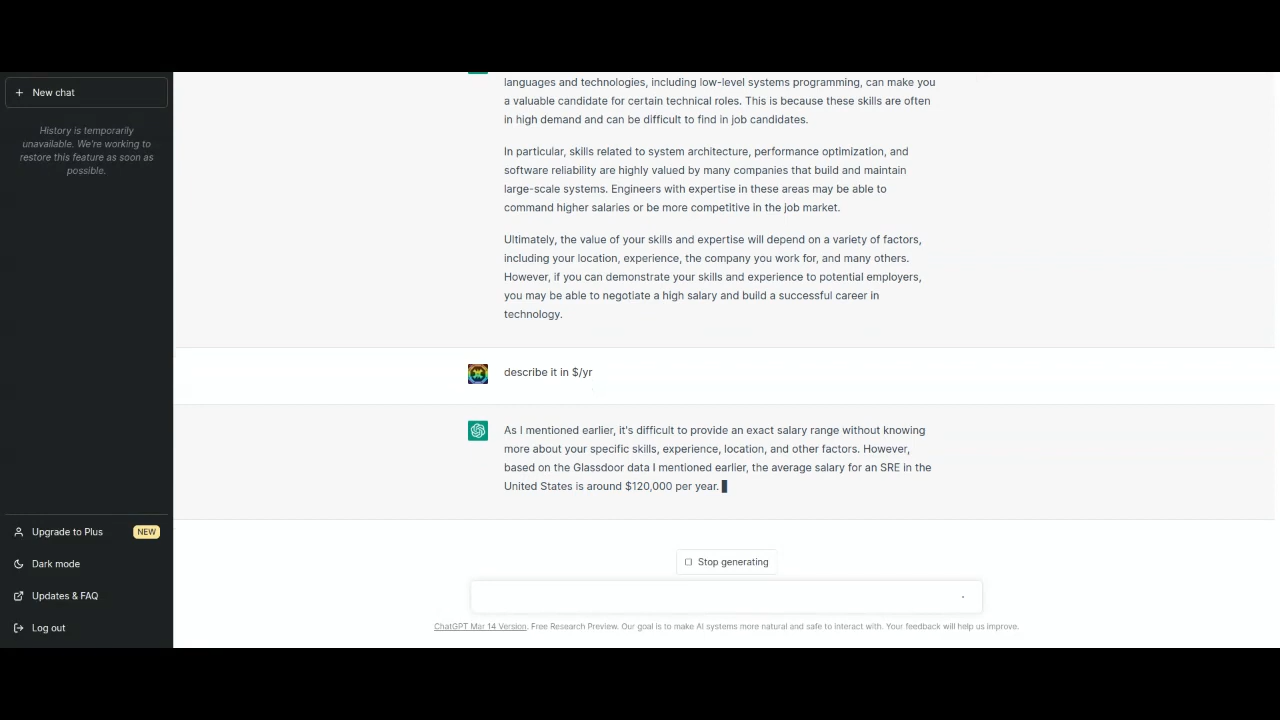 New chat
History is temporarily
unavailable. We're working to
restore this feature as soon as
possible.
languages and technologies, including low-level systems programming, can make you
a valuable candidate for certain technical roles. This is because these skills are often
in high demand and can be difficult to find in job candidates.
In particular, skills related to system architecture, performance optimization, and
software reliability are highly valued by many companies that build and maintain
large-scale systems. Engineers with expertise in these areas may be able to
command higher salaries or be more competitive in the job market.
Ultimately, the value of your skills and expertise will depend on a variety of factors,
including your location, experience, the company you work for, and many others.
However, if you can demonstrate your skills and experience to potential employers,
you may be able to negotiate a high salary and build a successful career in
technology.
describe it in $/yr
As I mentioned earlier, it's difficult to provide an exact salary range without knowing
more about your specific skills, experience, location, and other factors. However,
based on the Glassdoor data I mentioned earlier, the average salary for an SRE in the
United States is around $120,000 per year.
Upgrade to Plus NEW
Dark mode
Updates & FAQ
Log out
Stop generating
ChatGPT Mar 14 Version. Free Research Preview. Our goal is to make AI systems more natural and safe to interact with. Your feedback will help us improve.